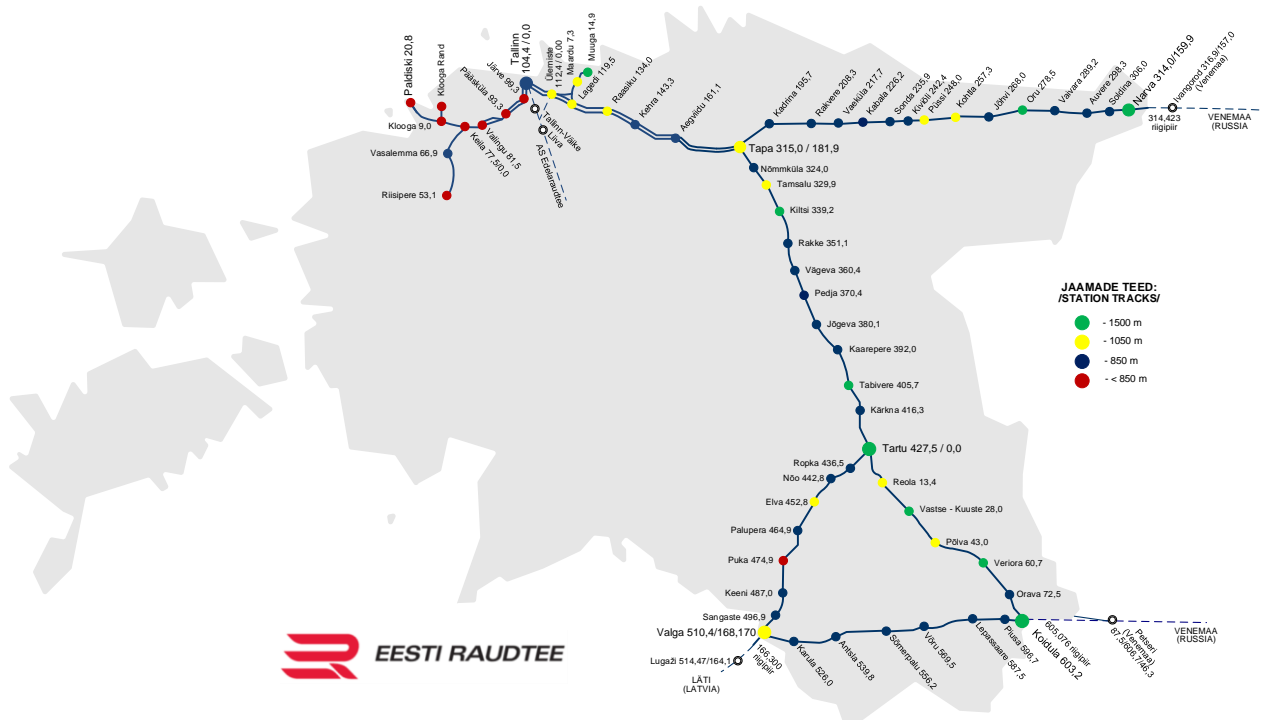 Paldiski 20,8
Klooga Rand
Klooga 9,0
Vasalemma 66,9
Riisipere 53,1
Keila 77,5/0,0
Valingu 81,5
Pääsküla 93,3
Järve 99,3
Tallinn
104,4 / 0,0
Ülemiste
112,4 / 0,00
Maardu 7,3
Muuga 14,9
Lagedi 119,5
Tallinn-Väike
Liiva
AS Edelaraudtee
Raasiku 134,0
Kehra 143,3
Aegviidu 161,1
Tapa 315,0 / 181,9
Kadrina 195,7
Rakvere 208,3
Vaeküla 217,7
Kabala 226,2
Sonda 235,9
Kiviõli 242,4
Püssi 248,0
Kohtla 257,3
Jõhvi 268,0
Oru 278,5
Vaivara 289,2
Auvere 298,3
Soldina 306,0
Narva 314,0/159,9
Ivangorod 316,9/157,0
(Venemaa)
314,423
riigipiir
VENEMAA
(RUSSIA
Nõmmküla 324,0
Tamsalu 329,9
Kiltsi 339,2
Rakke 351,1
Vägeva 360,4
Pedja 370,4
Jõgeva 380,1
Kaarepere 392,0
Tabivere 405,7
Kärkna 416,3
Tartu 427,5 / 0,0
JAAMADE TEED:
/STATION TRACKS/
- 1500 m
- 1050 m
- 850 m
- < 850 m
Ropka 436,5
Nõo 442,8
Elva 452,8
Palupera 464,9
Puka 474,9
Keeni 487,0
Sangaste 496,9
Valga 510,4/168,170
166,300
riigipiir
Lugaži 514,47/164,1
LÄTI
(LATVIA)
Reola 13,4
Vastse - Kuuste 28,0
Põlva 43,0
Veriora 60,7
Orava 72,5
Karula 526,0
Antsla 539,8
Sõmerpalu 556,2
Võru 569,5
Lepassaare 587,5
Piusa 596,7
Koidula 603,2
605,076 riigipiir
Petseri
(Venemaa)
87,5/606,7/46,3
VENEMAA
(RUSSIA)
EESTI RAUDTEE